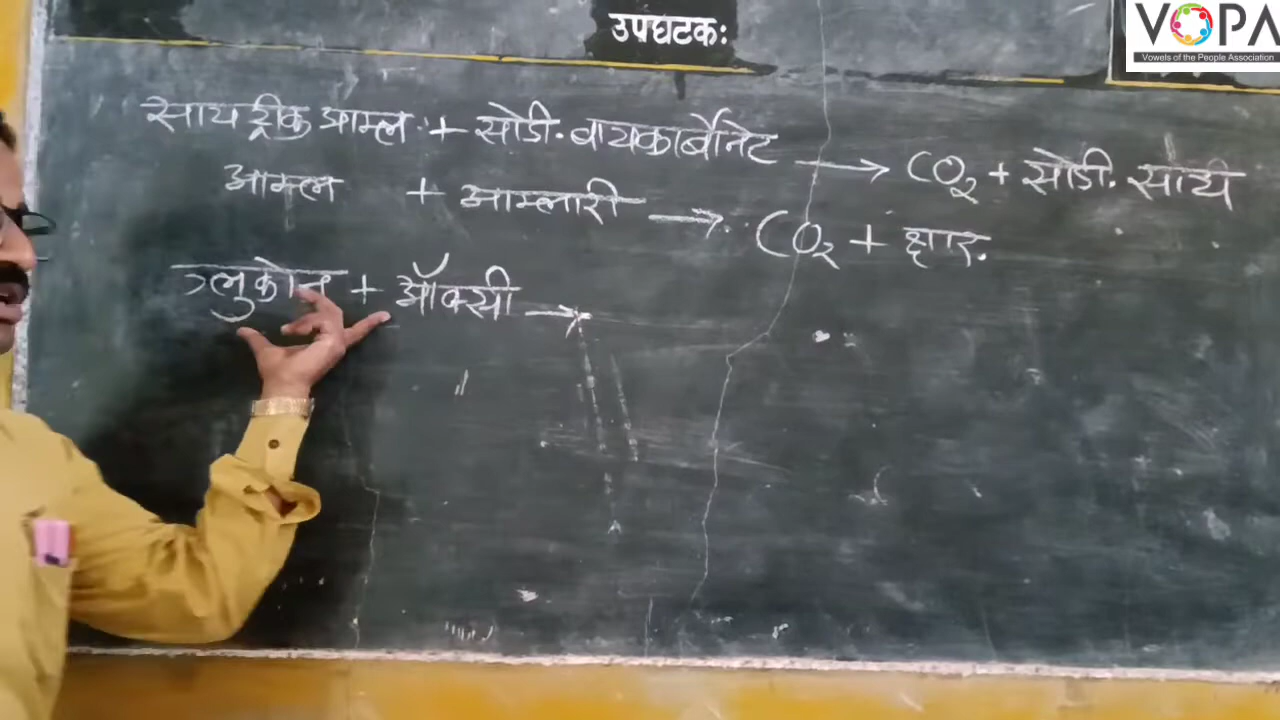 उपघटकः
VOPA
Vowels of the People Association
सायट्रीक आम्ल + सोडी. बायकार्बोनेट → CO₂ + सोडी. सायट्रे
आम्ल + आम्लारी → CO₂ + क्षार.
ग्लुकोज + ऑक्सी →